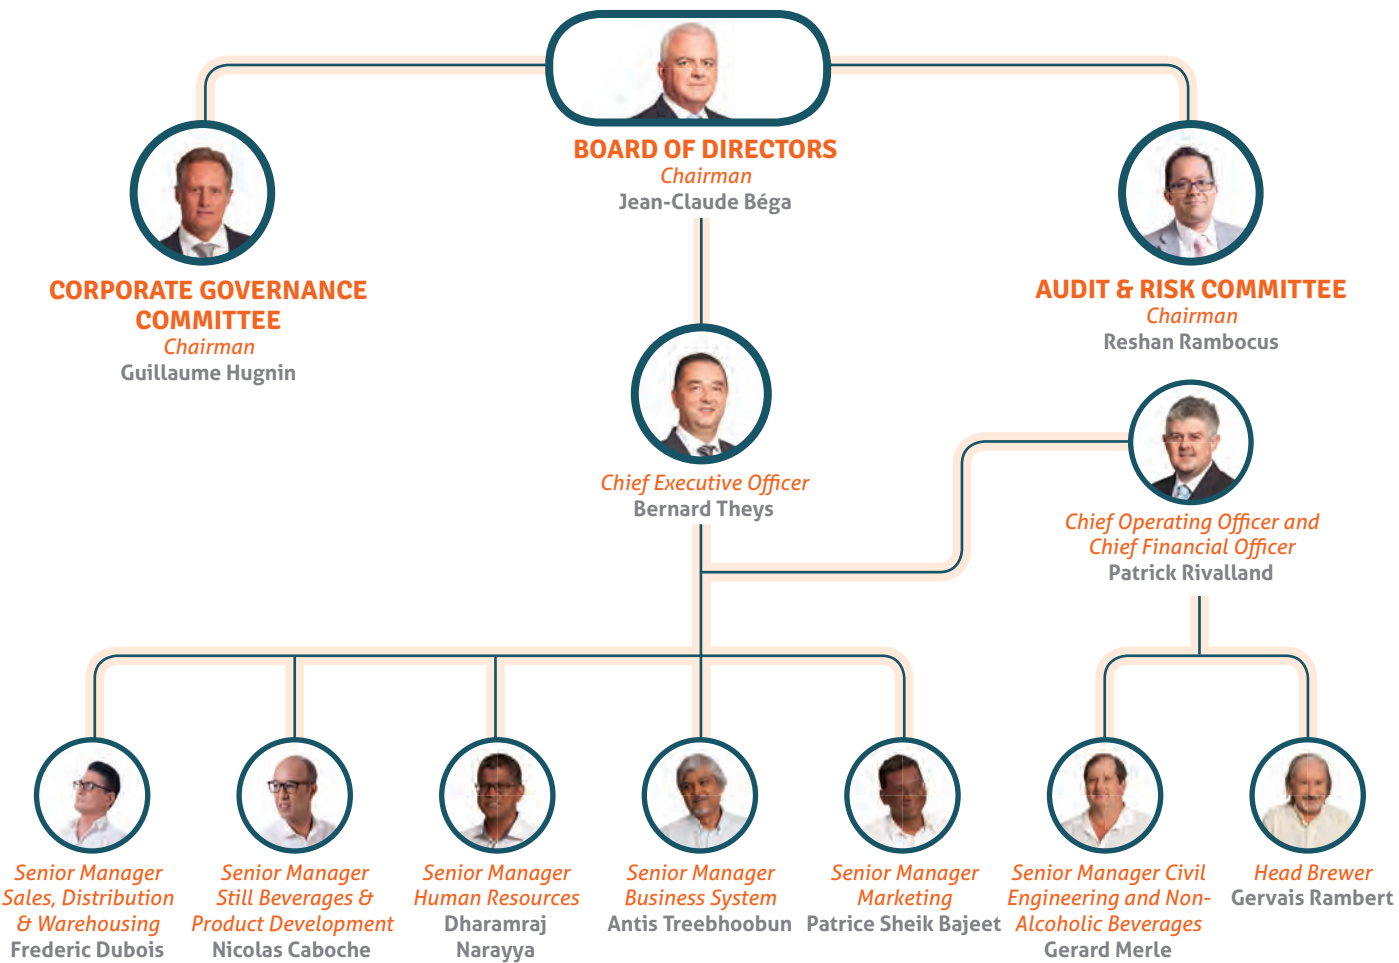 BOARD OF DIRECTORS
Chairman
Jean-Claude Béga
CORPORATE GOVERNANCE
COMMITTEE
Chairman
Guillaume Hugnin
AUDIT & RISK COMMITTEE
Chairman
Reshan Rambocus
Chief Executive Officer
Bernard Theys
Chief Operating Officer and
Chief Financial Officer
Patrick Rivalland
Senior Manager
Sales, Distribution
& Warehousing
Frederic Dubois
Senior Manager
Still Beverages &
Product Development
Nicolas Caboche
Senior Manager
Human Resources
Dharamraj
Narayya
Senior Manager
Business System
Antis Treebhoobun
Senior Manager
Marketing
Patrice Sheik Bajeet
Senior Manager Civil
Engineering and Non-
Alcoholic Beverages
Gerard Merle
Head Brewer
Gervais Rambert